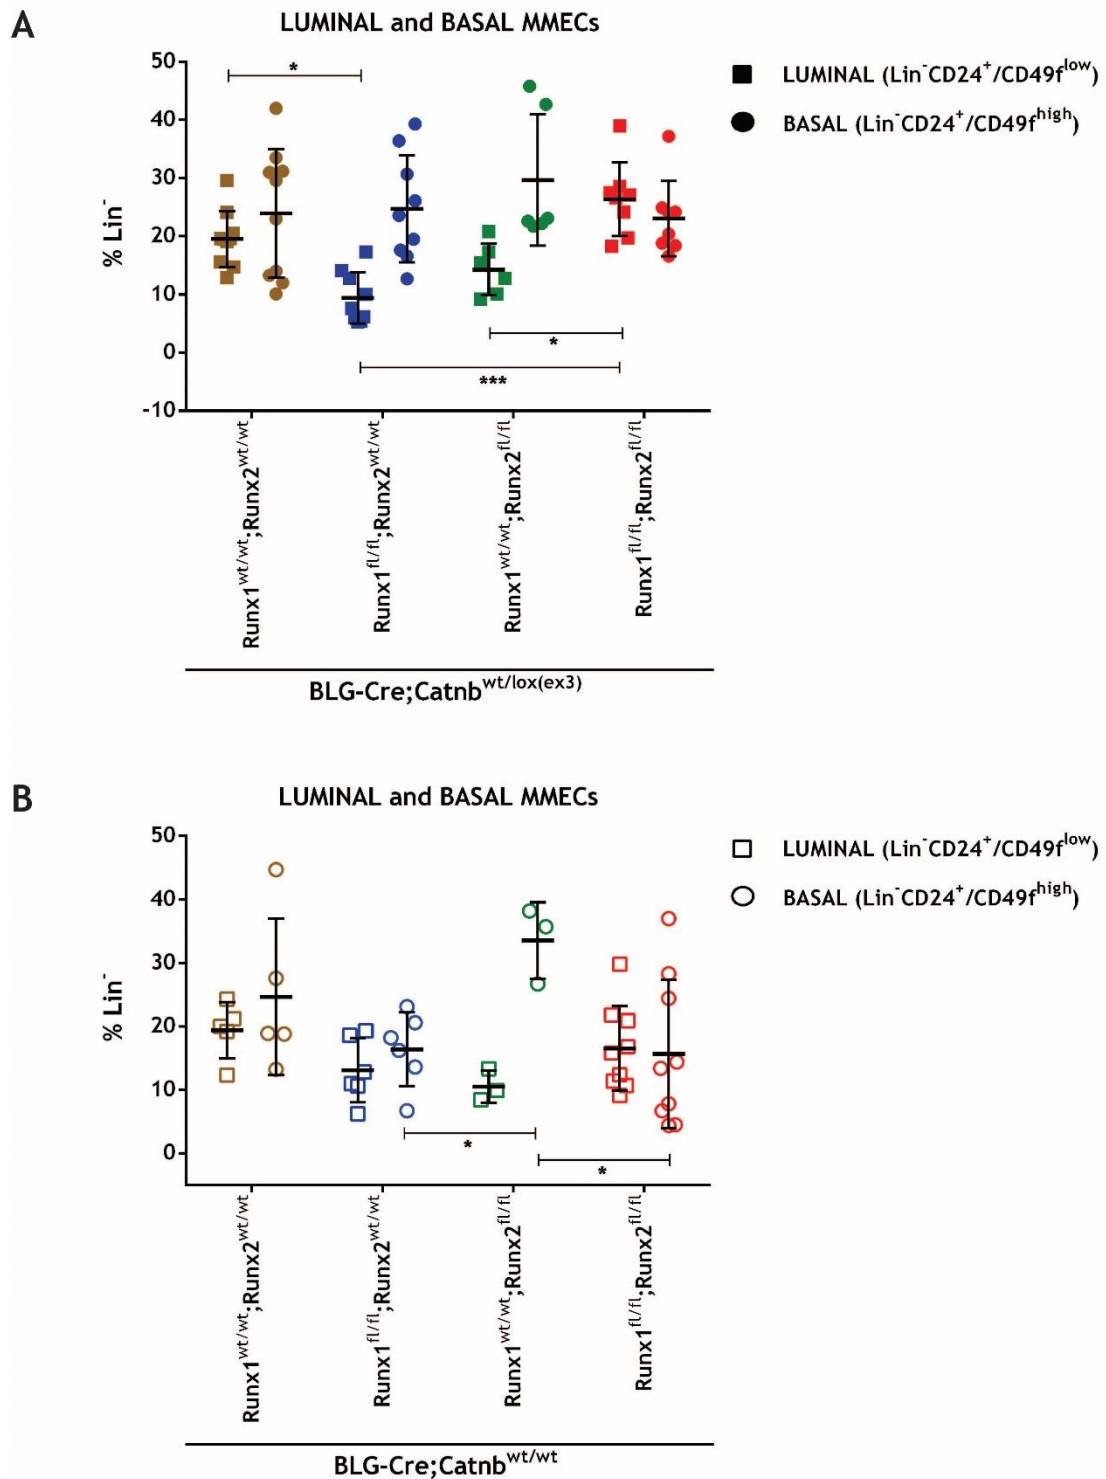 A
LUMINAL and BASAL MMECs
50
40
30
20
10
0
-10
% Lin⁻
*
*
***
LUMINAL (Lin⁻CD24⁺/CD49f^low)
BASAL (Lin⁻CD24⁺/CD49f^high)
Runx1^wt/wt;Runx2^wt/wt
Runx1^fl/fl;Runx2^wt/wt
Runx1^wt/wt;Runx2^fl/fl
Runx1^fl/fl;Runx2^fl/fl
BLG-Cre;Catnb^wt/lox(ex3)
B
LUMINAL and BASAL MMECs
50
40
30
20
10
0
% Lin⁻
*
*
LUMINAL (Lin⁻CD24⁺/CD49f^low)
BASAL (Lin⁻CD24⁺/CD49f^high)
Runx1^wt/wt;Runx2^wt/wt
Runx1^fl/fl;Runx2^wt/wt
Runx1^wt/wt;Runx2^fl/fl
Runx1^fl/fl;Runx2^fl/fl
BLG-Cre;Catnb^wt/wt